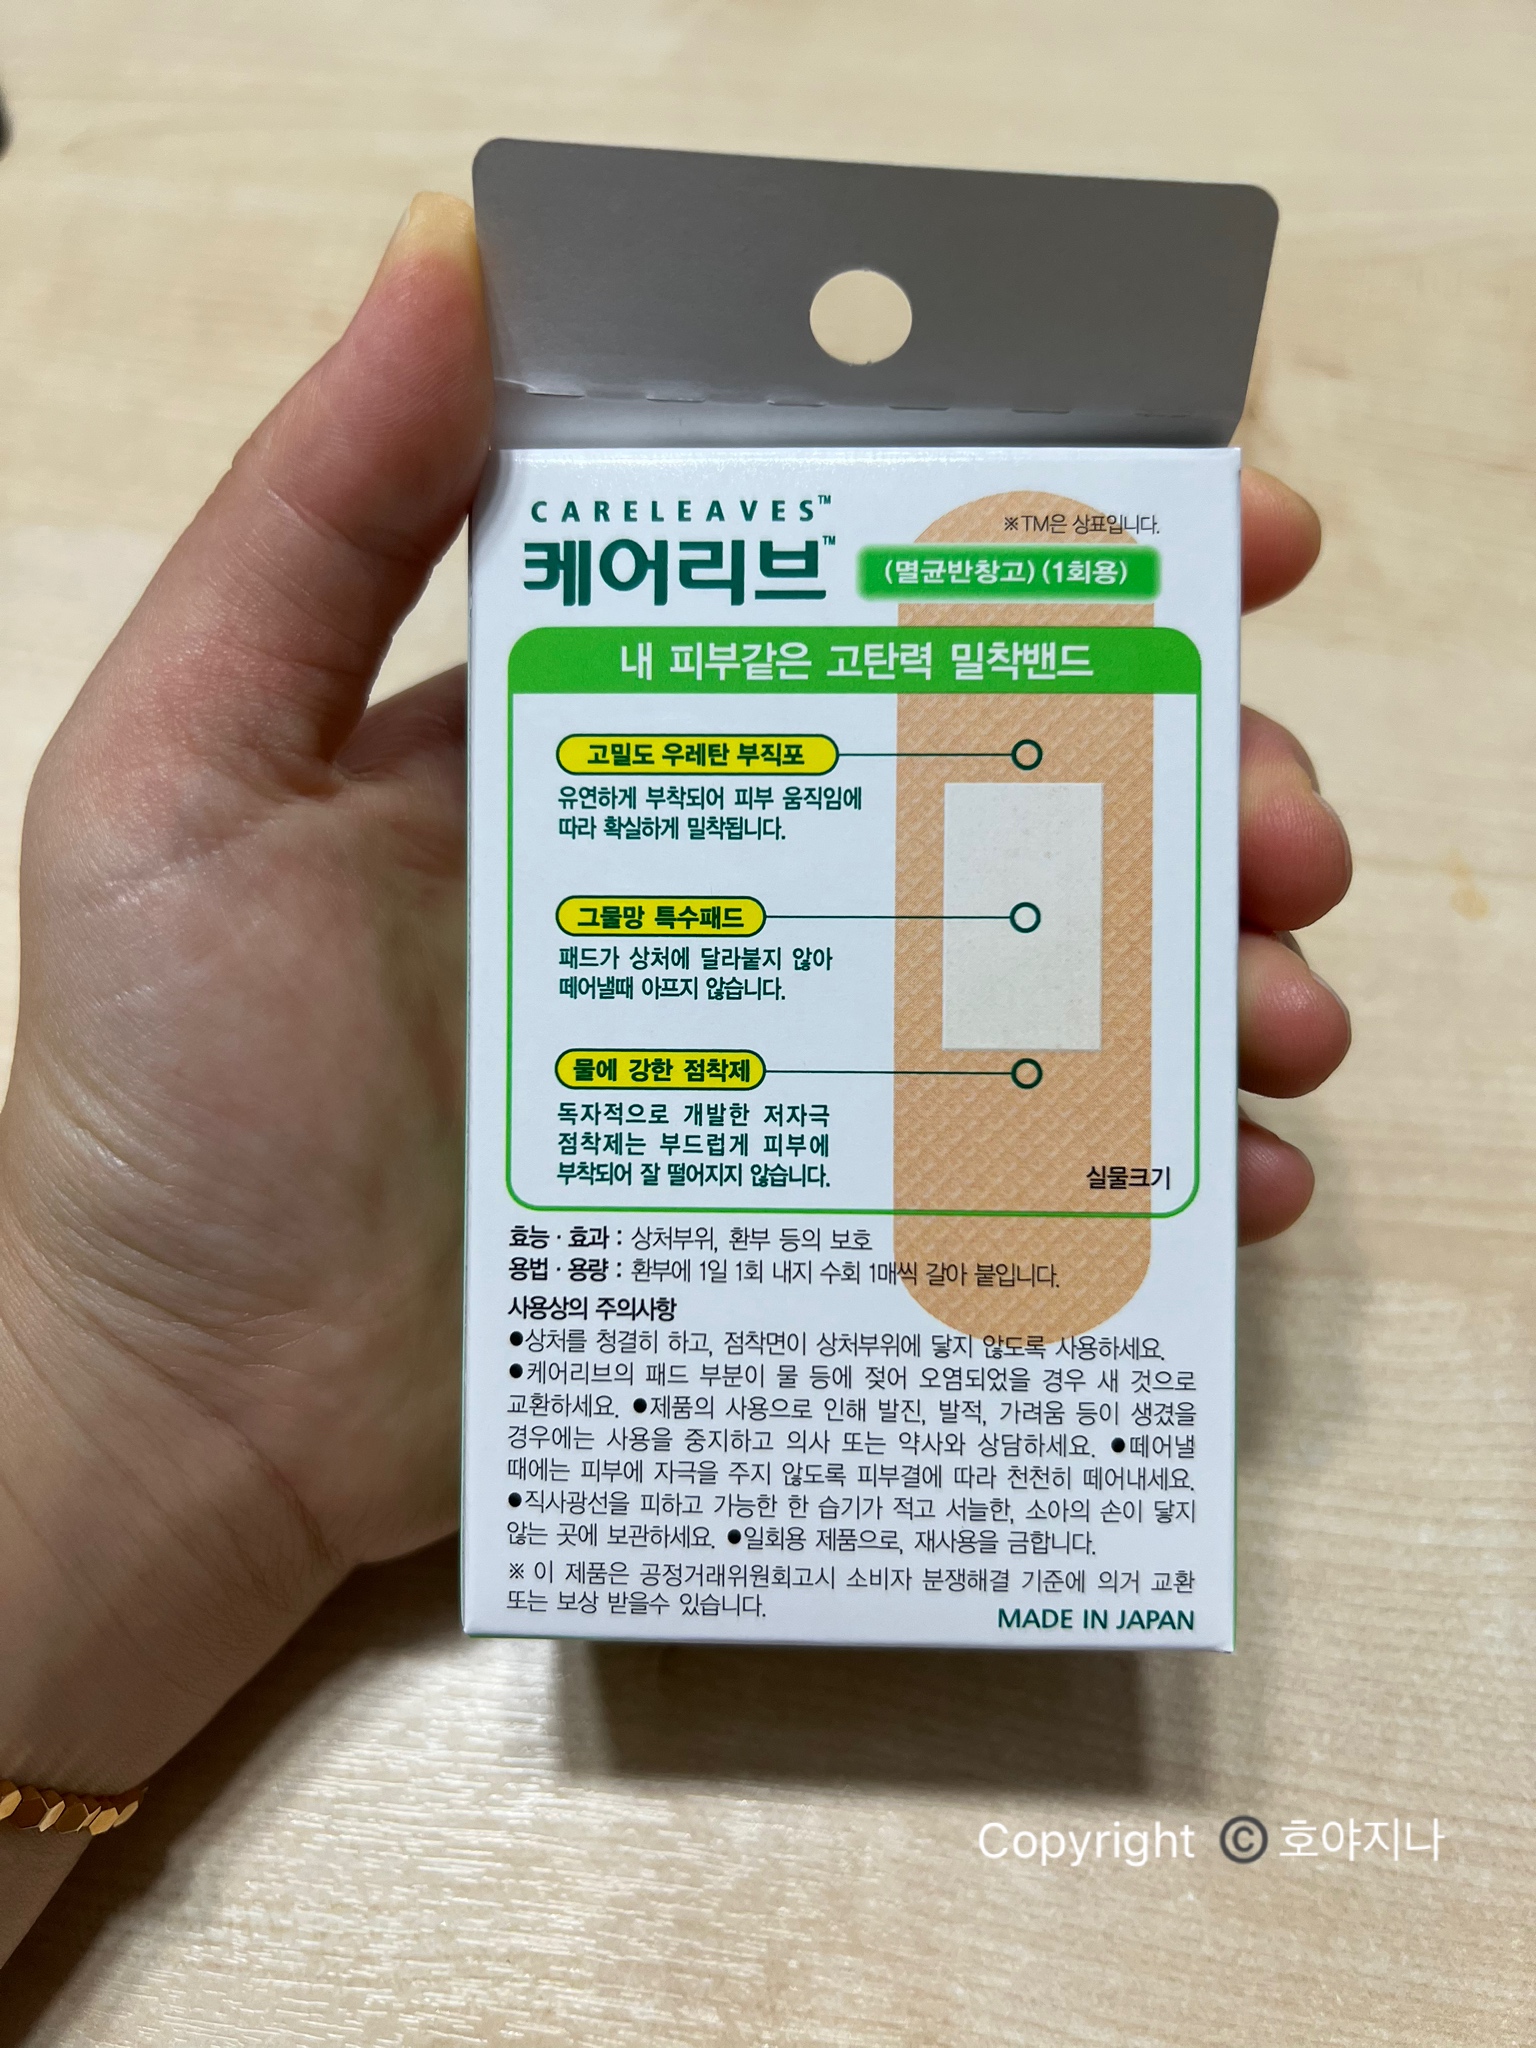 CARELEAVES™
케어리브™
※TM은 상표입니다.
(멸균반창고) (1회용)
내 피부같은 고탄력 밀착밴드
고밀도 우레탄 부직포
유연하게 부착되어 피부 움직임에
따라 확실하게 밀착됩니다.
그물망 특수패드
패드가 상처에 달라붙지 않아
떼어낼때 아프지 않습니다.
물에 강한 점착제
독자적으로 개발한 저자극
점착제는 부드럽게 피부에
부착되어 잘 떨어지지 않습니다.
실물크기
효능 · 효과 : 상처부위, 환부 등의 보호
용법 · 용량 : 환부에 1일 1회 내지 수회 1매씩 갈아 붙입니다.
사용상의 주의사항
●상처를 청결히 하고, 점착면이 상처부위에 닿지 않도록 사용하세요.
●케어리브의 패드 부분이 물 등에 젖어 오염되었을 경우 새 것으로
교환하세요. ●제품의 사용으로 인해 발진, 발적, 가려움 등이 생겼을
경우에는 사용을 중지하고 의사 또는 약사와 상담하세요. ●떼어낼
때에는 피부에 자극을 주지 않도록 피부결에 따라 천천히 떼어내세요.
●직사광선을 피하고 가능한 한 습기가 적고 서늘한, 소아의 손이 닿지
않는 곳에 보관하세요. ●일회용 제품으로, 재사용을 금합니다.
※ 이 제품은 공정거래위원회고시 소비자 분쟁해결 기준에 의거 교환
또는 보상 받을수 있습니다.
MADE IN JAPAN
Copyright © 호야지나